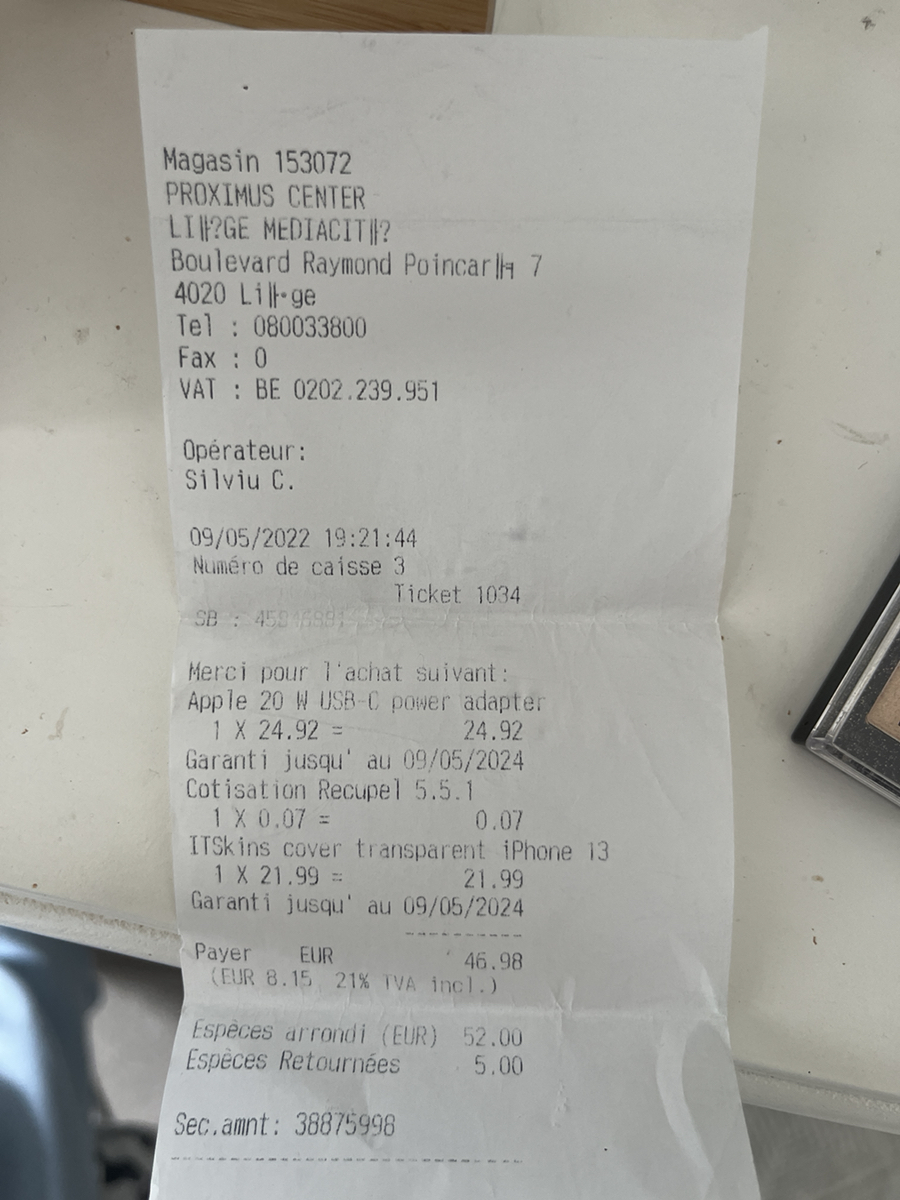 Magasin 153072
PROXIMUS CENTER
LI╫?GE MEDIACIT╫?
Boulevard Raymond Poincar╟╕ 7
4020 Li╟·ge
Tel : 080033800
Fax : 0
VAT : BE 0202.239.951
Opérateur:
Silviu C.
09/05/2022 19:21:44
Numéro de caisse 3
Ticket 1034
SB :
Merci pour l'achat suivant:
Apple 20 W USB-C power adapter
1 X 24.92 = 24.92
Garanti jusqu' au 09/05/2024
Cotisation Recupel 5.5.1
1 X 0.07 = 0.07
ITSkins cover transparent iPhone 13
1 X 21.99 = 21.99
Garanti jusqu' au 09/05/2024
----------
Payer EUR 46.98
(EUR 8.15 21% TVA incl.)
Espèces arrondi (EUR) 52.00
Espèces Retournées 5.00
Sec.amnt: 38875998
------------------------------